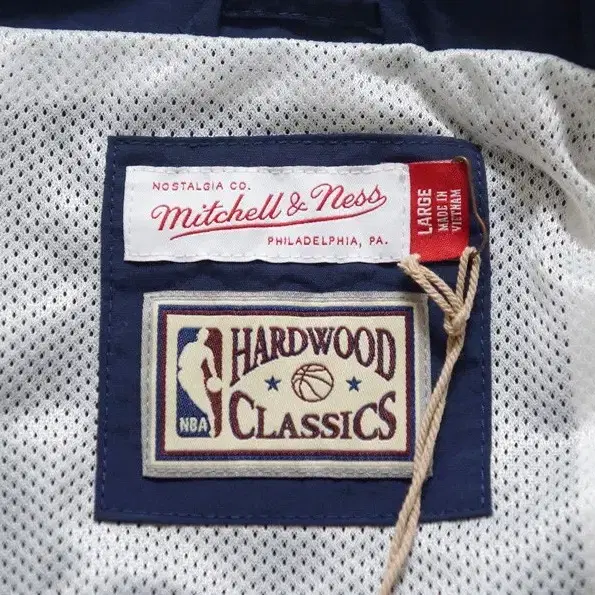 NOSTALGIA CO.
Mitchell & Ness
PHILADELPHIA, PA.
LARGE
MADE IN
VIETNAM
HARDWOOD
CLASSICS
NBA